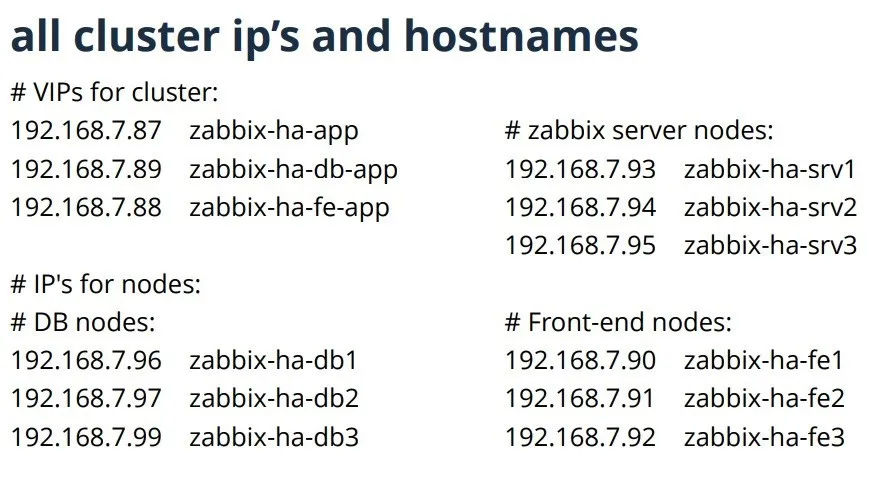 all cluster ip’s and hostnames
# VIPs for cluster:
192.168.7.87 zabbix-ha-app
192.168.7.89 zabbix-ha-db-app
192.168.7.88 zabbix-ha-fe-app
# IP's for nodes:
# DB nodes:
192.168.7.96 zabbix-ha-db1
192.168.7.97 zabbix-ha-db2
192.168.7.99 zabbix-ha-db3
# zabbix server nodes:
192.168.7.93 zabbix-ha-srv1
192.168.7.94 zabbix-ha-srv2
192.168.7.95 zabbix-ha-srv3
# Front-end nodes:
192.168.7.90 zabbix-ha-fe1
192.168.7.91 zabbix-ha-fe2
192.168.7.92 zabbix-ha-fe3